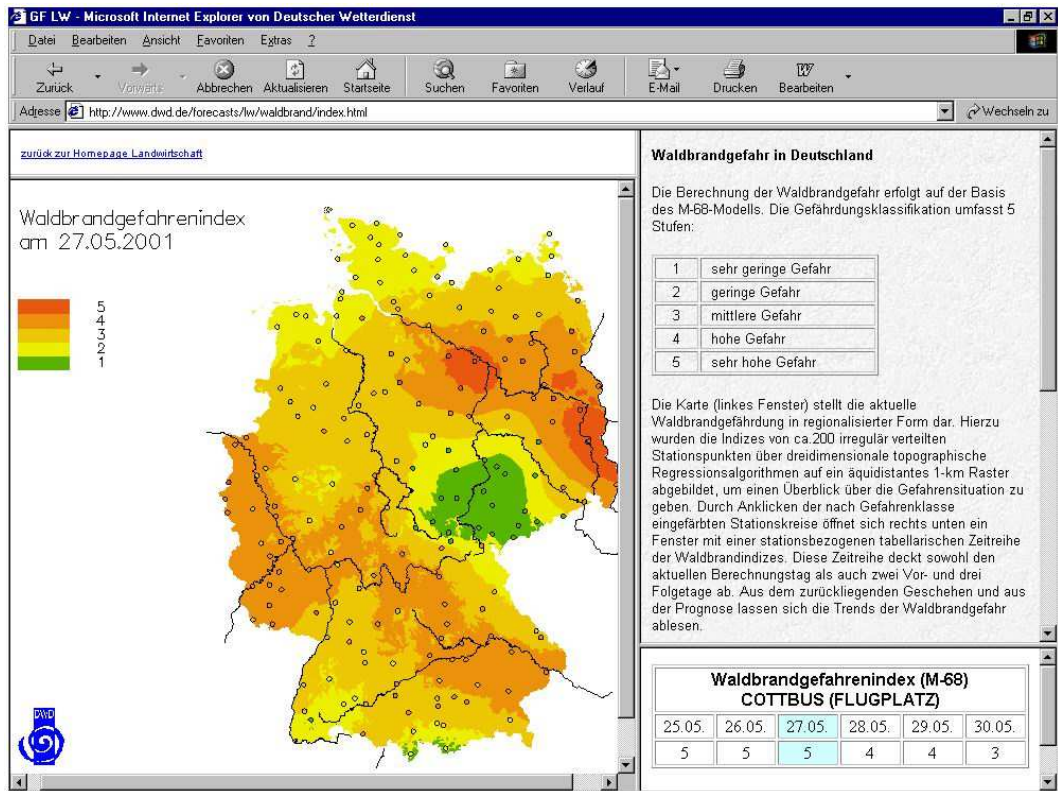 GF LW - Microsoft Internet Explorer von Deutscher Wetterdienst
Datei Bearbeiten Ansicht Favoriten Extras ?
Zurück Vorwärts Abbrechen Aktualisieren Startseite Suchen Favoriten Verlauf E-Mail Drucken Bearbeiten
Adresse http://www.dwd.de/forecasts/lw/waldbrand/index.html Wechseln zu
zurück zur Homepage Landwirtschaft
Waldbrandgefahrenindex
am 27.05.2001
5
4
3
2
1
DWD
Waldbrandgefahr in Deutschland
Die Berechnung der Waldbrandgefahr erfolgt auf der Basis
des M-68-Modells. Die Gefährdungsklassifikation umfasst 5
Stufen:
1 sehr geringe Gefahr
2 geringe Gefahr
3 mittlere Gefahr
4 hohe Gefahr
5 sehr hohe Gefahr
Die Karte (linkes Fenster) stellt die aktuelle
Waldbrandgefährdung in regionalisierter Form dar. Hierzu
wurden die Indizes von ca.200 irregulär verteilten
Stationspunkten über dreidimensionale topographische
Regressionsalgorithmen auf ein äquidistantes 1-km Raster
abgebildet, um einen Überblick über die Gefahrensituation zu
geben. Durch Anklicken der nach Gefahrenklasse
eingefärbten Stationskreise öffnet sich rechts unten ein
Fenster mit einer stationsbezogenen tabellarischen Zeitreihe
der Waldbrandindizes. Diese Zeitreihe deckt sowohl den
aktuellen Berechnungstag als auch zwei Vor- und drei
Folgetage ab. Aus dem zurückliegenden Geschehen und aus
der Prognose lassen sich die Trends der Waldbrandgefahr
ablesen.
Waldbrandgefahrenindex (M-68)
COTTBUS (FLUGPLATZ)
25.05. 26.05. 27.05. 28.05. 29.05. 30.05.
5 5 5 4 4 3